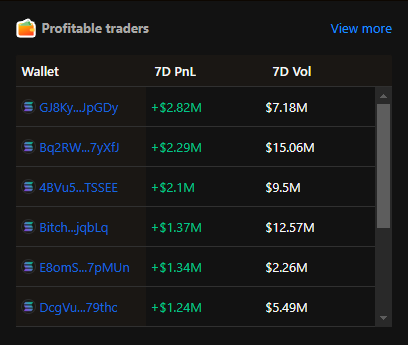 Profitable traders View more
Wallet 7D PnL 7D Vol
GJ8Ky...JpGDy +$2.82M $7.18M
Bq2RW...7yXfJ +$2.29M $15.06M
4BVu5...TSSEE +$2.1M $9.5M
Bitch...jqbLq +$1.37M $12.57M
E8omS...7pMUn +$1.34M $2.26M
DcgVu...79thc +$1.24M $5.49M